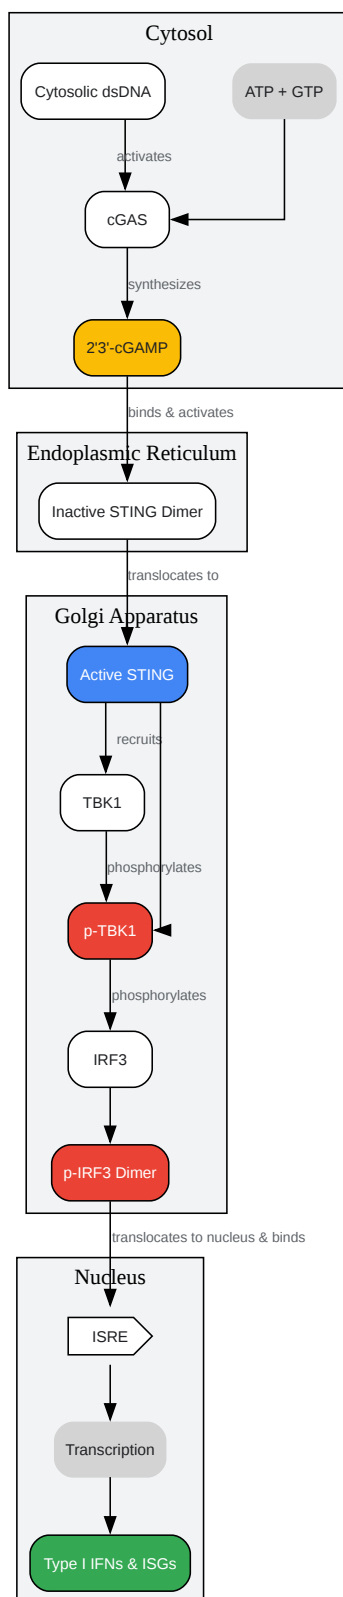 Cytosol
Cytosolic dsDNA
ATP + GTP
activates
cGAS
synthesizes
2'3'-cGAMP
binds & activates
Endoplasmic Reticulum
Inactive STING Dimer
translocates to
Golgi Apparatus
Active STING
recruits
TBK1
phosphorylates
p-TBK1
phosphorylates
IRF3
p-IRF3 Dimer
translocates to nucleus & binds
Nucleus
ISRE
Transcription
Type I IFNs & ISGs